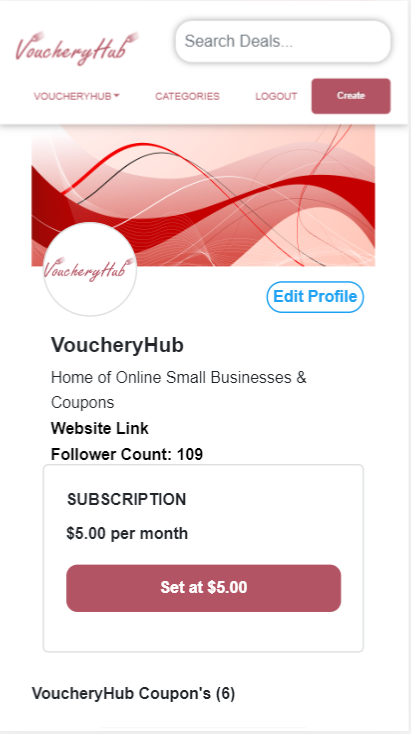 VoucheryHub
Search Deals...
VOUCHERYHUB
CATEGORIES
LOGOUT
Create
VoucheryHub
Edit Profile
VoucheryHub
Home of Online Small Businesses &
Coupons
Website Link
Follower Count: 109
SUBSCRIPTION
$5.00 per month
Set at $5.00
VoucheryHub Coupon's (6)